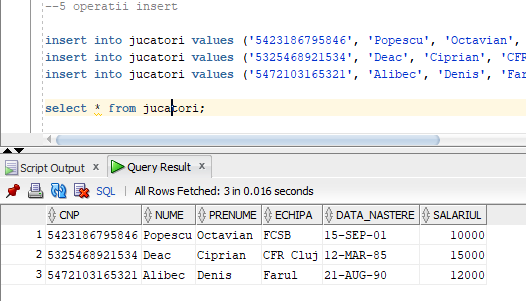 --5 operatii insert
insert into jucatori values ('5423186795846', 'Popescu', 'Octavian',
insert into jucatori values ('5325468921534', 'Deac', 'Ciprian', 'CFR
insert into jucatori values ('5472103165321', 'Alibec', 'Denis', 'Far
select * from jucatori;
Script Output x Query Result x
SQL | All Rows Fetched: 3 in 0.016 seconds
CNP NUME PRENUME ECHIPA DATA_NASTERE SALARIUL
1 5423186795846 Popescu Octavian FCSB 15-SEP-01 10000
2 5325468921534 Deac Ciprian CFR Cluj 12-MAR-85 15000
3 5472103165321 Alibec Denis Farul 21-AUG-90 12000